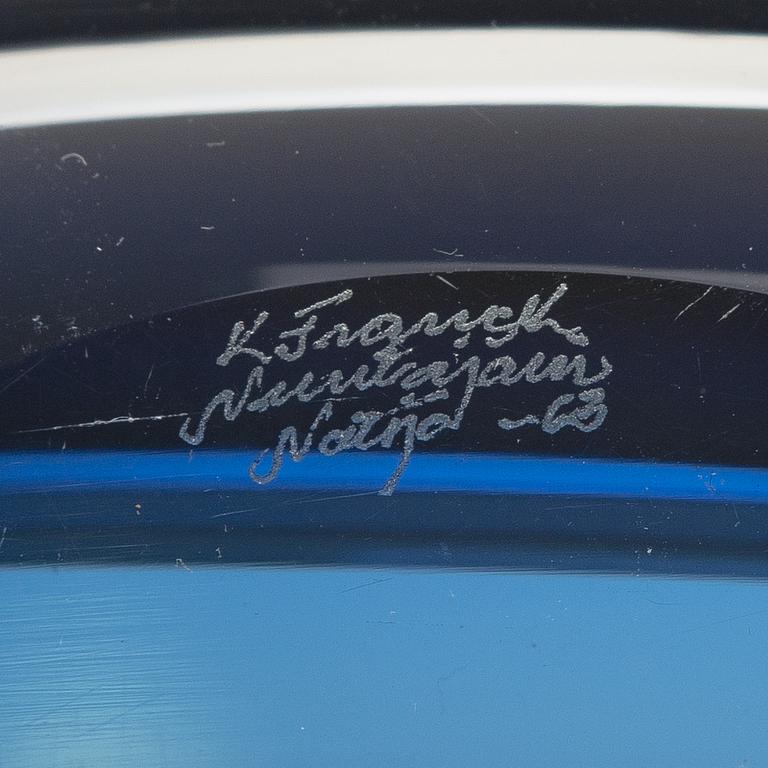 K Franck
Nuutajärvi
Notsjö -63